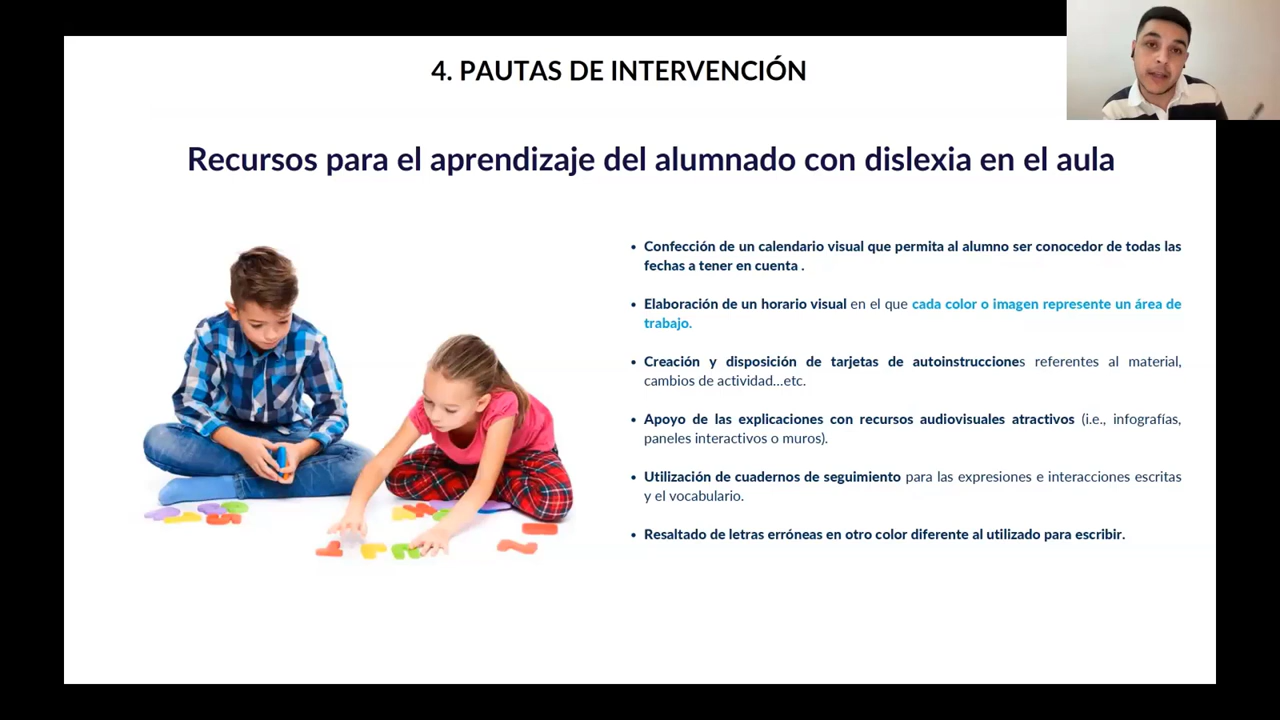 4. PAUTAS DE INTERVENCIÓN
Recursos para el aprendizaje del alumnado con dislexia en el aula
• Confección de un calendario visual que permita al alumno ser conocedor de todas las
fechas a tener en cuenta .
• Elaboración de un horario visual en el que cada color o imagen represente un área de
trabajo.
• Creación y disposición de tarjetas de autoinstrucciones referentes al material,
cambios de actividad...etc.
• Apoyo de las explicaciones con recursos audiovisuales atractivos (i.e., infografías,
paneles interactivos o muros).
• Utilización de cuadernos de seguimiento para las expresiones e interacciones escritas
y el vocabulario.
• Resaltado de letras erróneas en otro color diferente al utilizado para escribir.